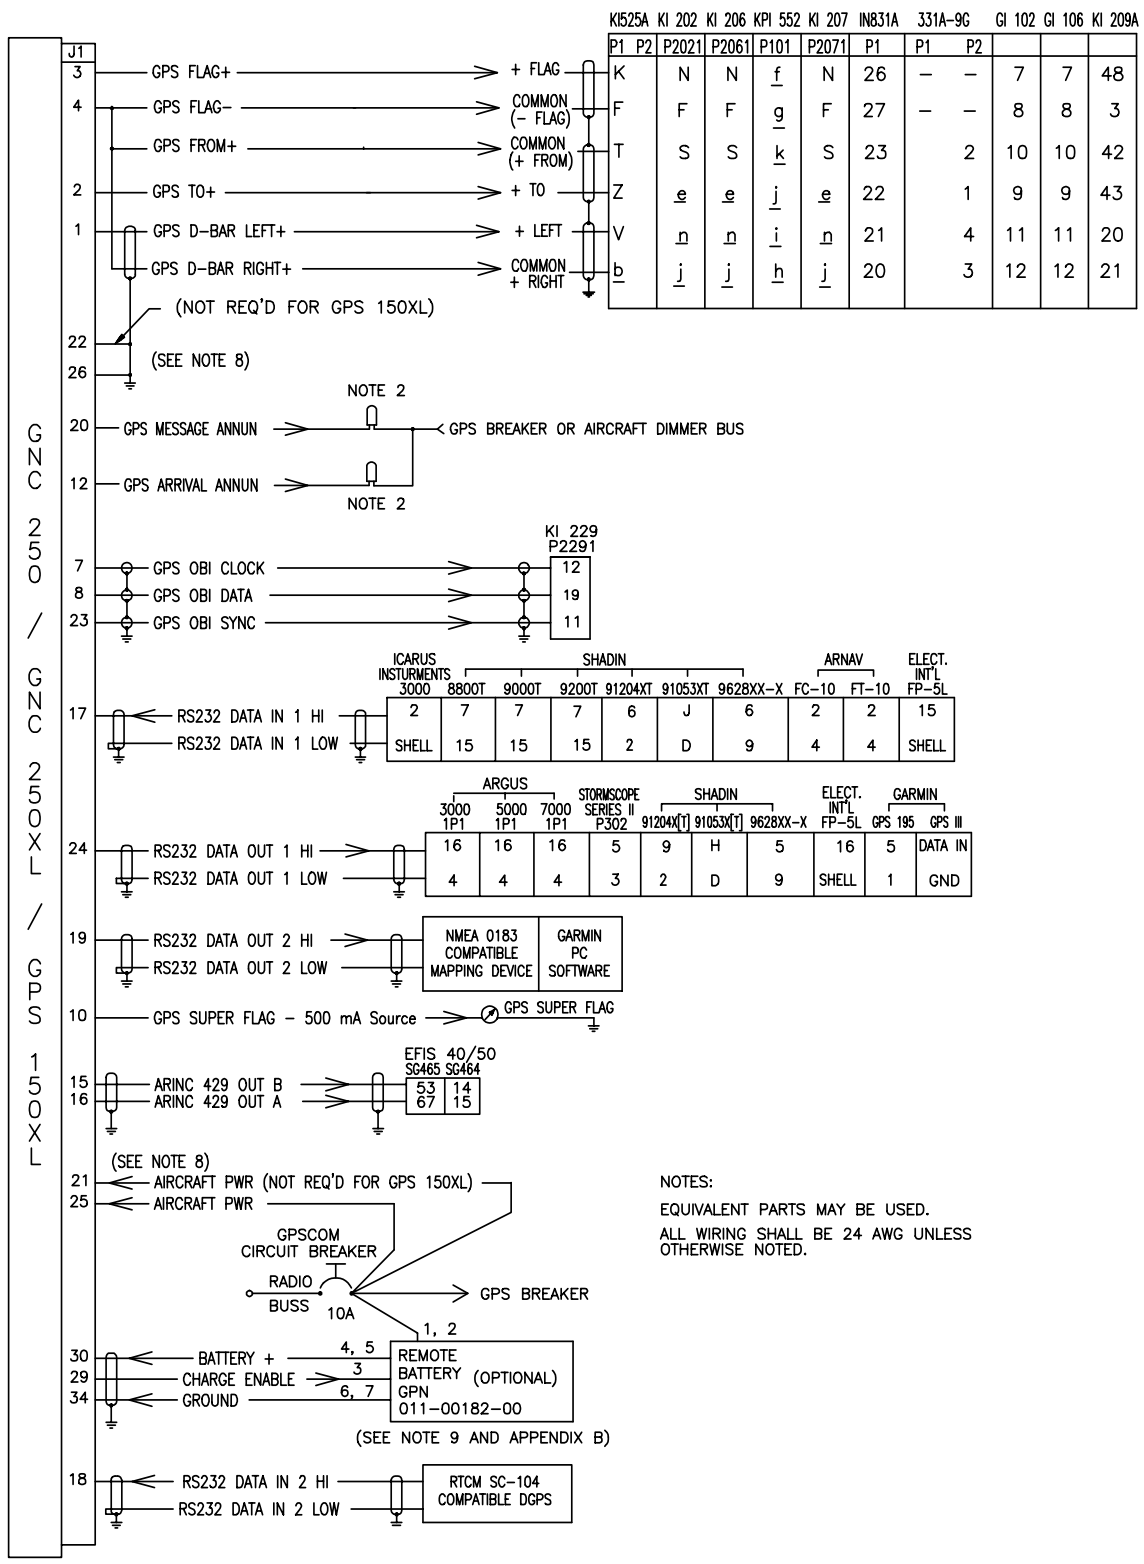 KI525A KI 202 KI 206 KPI 552 KI 207 IN831A 331A-9G GI 102 GI 106 KI 209A
J1 P1 P2 P2021 P2061 P101 P2071 P1 P1 P2
3 GPS FLAG+ + FLAG K N N f N 26 – – 7 7 48
4 GPS FLAG- COMMON (- FLAG) F F F g F 27 – – 8 8 3
GPS FROM+ COMMON (+ FROM) T S S k S 23 2 10 10 42
2 GPS TO+ + TO Z e e j e 22 1 9 9 43
1 GPS D-BAR LEFT+ + LEFT V n n i n 21 4 11 11 20
GPS D-BAR RIGHT+ COMMON + RIGHT b j j h j 20 3 12 12 21
(NOT REQ'D FOR GPS 150XL)
22
(SEE NOTE 8)
26
NOTE 2
20 GPS MESSAGE ANNUN GPS BREAKER OR AIRCRAFT DIMMER BUS
12 GPS ARRIVAL ANNUN
NOTE 2
GNC 250 / GNC 250XL / GPS 150XL
KI 229
P2291
7 GPS OBI CLOCK 12
8 GPS OBI DATA 19
23 GPS OBI SYNC 11
ICARUS INSTURMENTS SHADIN ARNAV ELECT. INT'L
3000 8800T 9000T 9200T 91204XT 91053XT 9628XX-X FC-10 FT-10 FP-5L
17 RS232 DATA IN 1 HI 2 7 7 7 6 J 6 2 2 15
RS232 DATA IN 1 LOW SHELL 15 15 15 2 D 9 4 4 SHELL
ARGUS STORMSCOPE SERIES II SHADIN ELECT. INT'L GARMIN
3000 5000 7000
1P1 1P1 1P1 P302 91204X[T] 91053X[T] 9628XX-X FP-5L GPS 195 GPS III
24 RS232 DATA OUT 1 HI 16 16 16 5 9 H 5 16 5 DATA IN
RS232 DATA OUT 1 LOW 4 4 4 3 2 D 9 SHELL 1 GND
19 RS232 DATA OUT 2 HI
RS232 DATA OUT 2 LOW
NMEA 0183 COMPATIBLE MAPPING DEVICE
GARMIN PC SOFTWARE
10 GPS SUPER FLAG - 500 mA Source GPS SUPER FLAG
EFIS 40/50
SG465 SG464
15 ARINC 429 OUT B 53 14
16 ARINC 429 OUT A 67 15
(SEE NOTE 8)
21 AIRCRAFT PWR (NOT REQ'D FOR GPS 150XL)
25 AIRCRAFT PWR
NOTES:
EQUIVALENT PARTS MAY BE USED.
ALL WIRING SHALL BE 24 AWG UNLESS
OTHERWISE NOTED.
GPSCOM
CIRCUIT BREAKER
RADIO
BUSS
10A
GPS BREAKER
1, 2
30 BATTERY + 4, 5
29 CHARGE ENABLE 3
34 GROUND 6, 7
REMOTE
BATTERY (OPTIONAL)
GPN
011-00182-00
(SEE NOTE 9 AND APPENDIX B)
18 RS232 DATA IN 2 HI
RS232 DATA IN 2 LOW
RTCM SC-104
COMPATIBLE DGPS